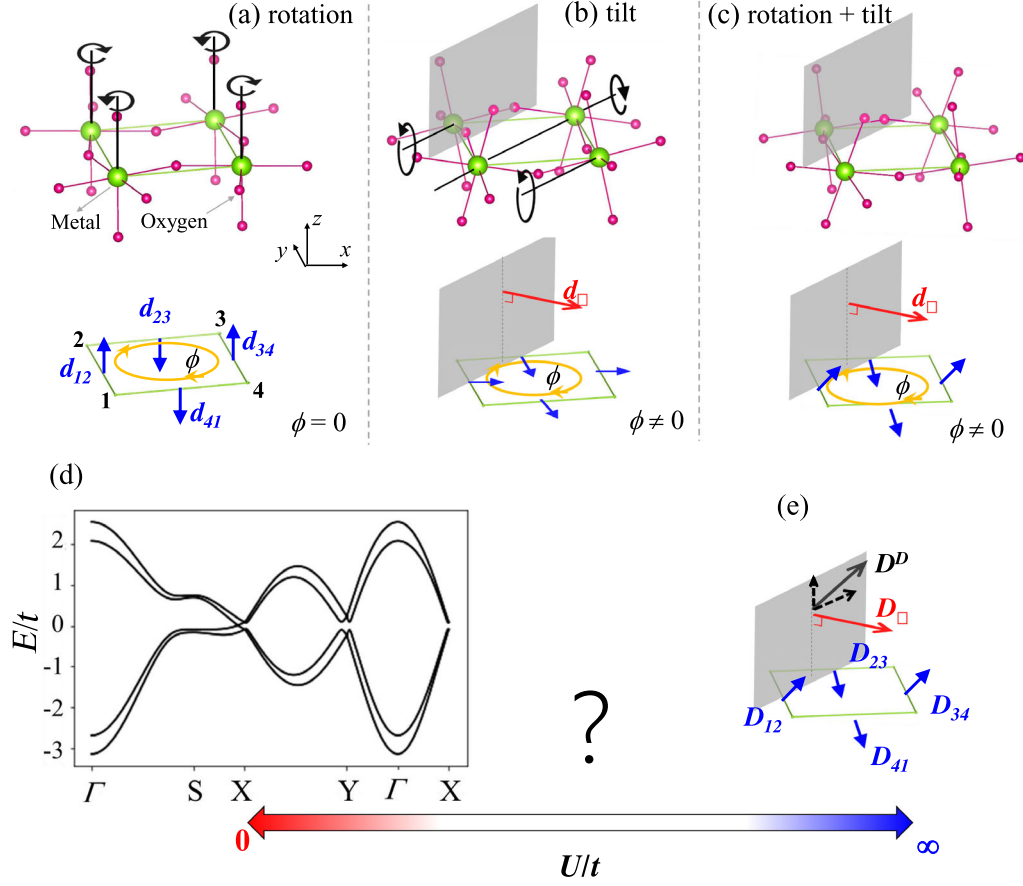 (a) rotation
(b) tilt
(c) rotation + tilt
Metal
Oxygen
z
y
x
d23
3
2
d34
d12
ϕ
1
4
d41
ϕ = 0
d□
ϕ
ϕ ≠ 0
d□
ϕ
ϕ ≠ 0
(d)
E/t
2
1
0
-1
-2
-3
Γ S X Y Γ X
?
(e)
D^D
D□
D23
D12
D34
D41
0
∞
U/t